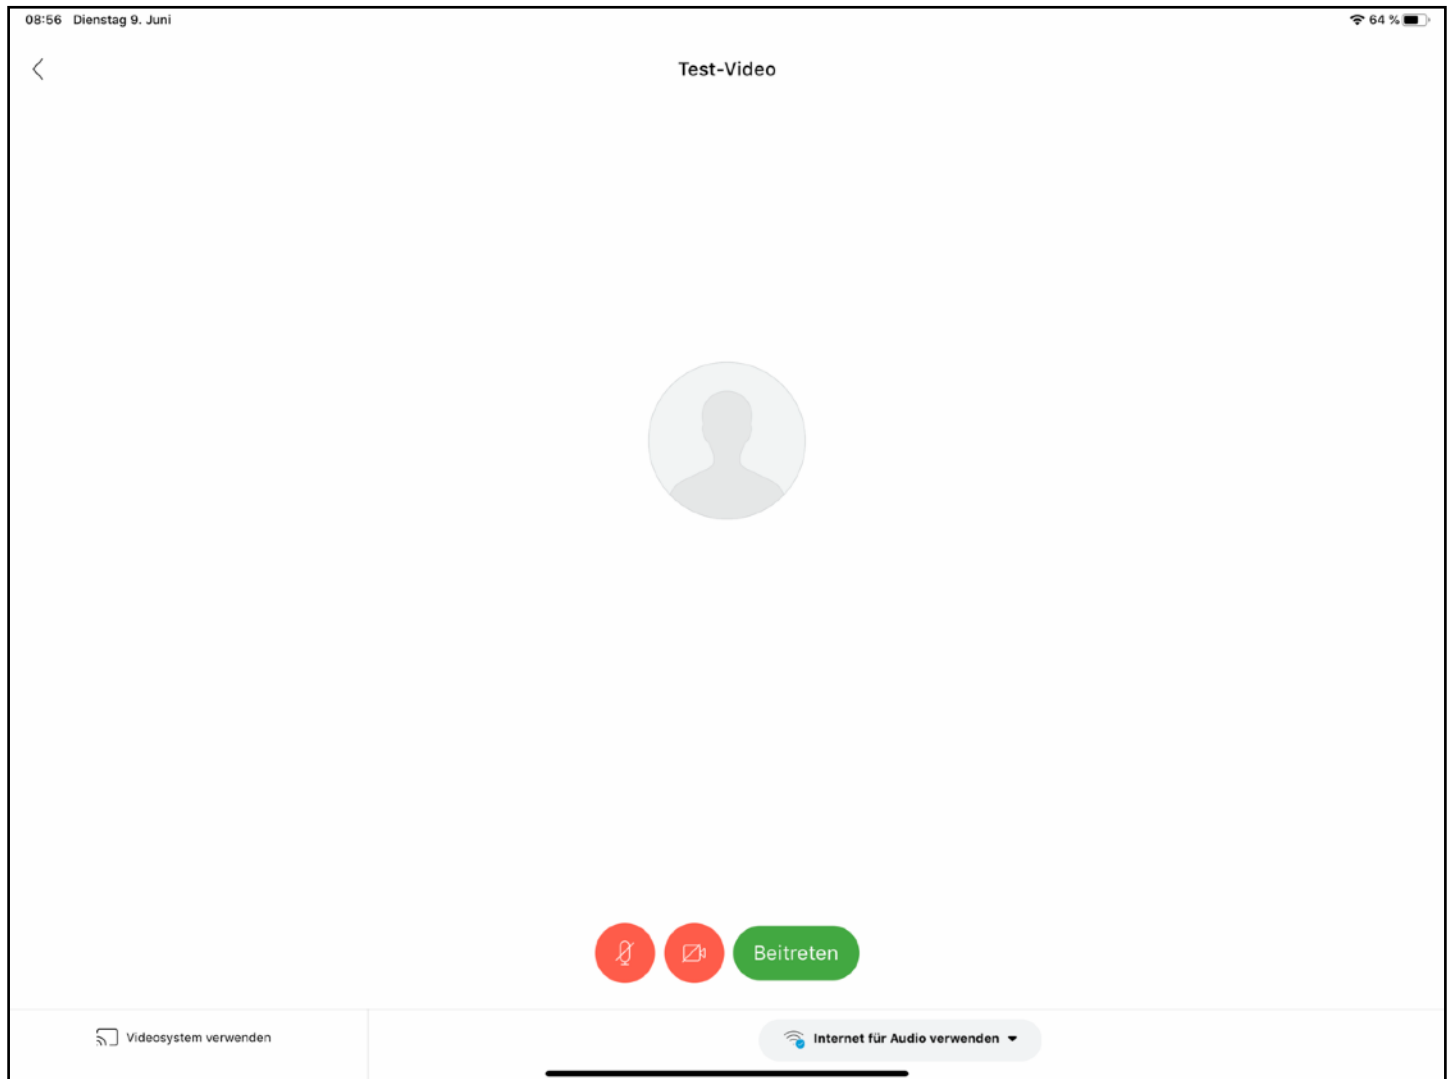 08:56 Dienstag 9. Juni
64 %
Test-Video
Beitreten
Videosystem verwenden
Internet für Audio verwenden